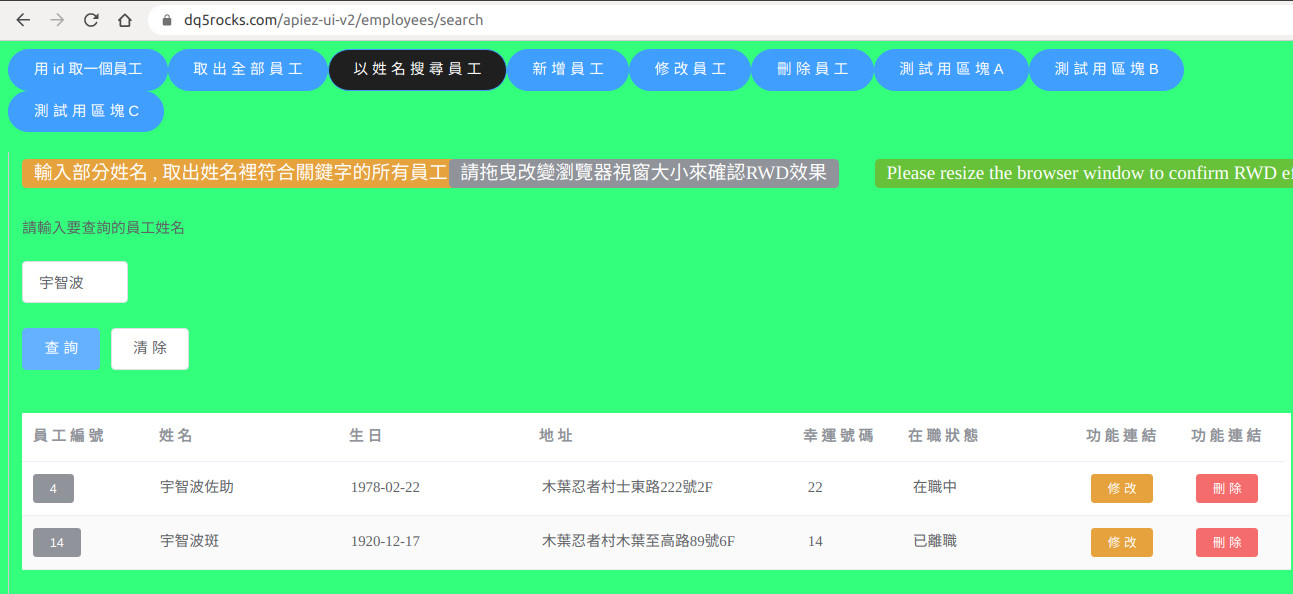 dq5rocks.com/apiez-ui-v2/employees/search
用 id 取一個員工 取出全部員工 以姓名搜尋員工 新增員工 修改員工 刪除員工 測試用區塊A 測試用區塊B
測試用區塊C
輸入部分姓名 , 取出姓名裡符合關鍵字的所有員工 請拖曳改變瀏覽器視窗大小來確認RWD效果 Please resize the browser window to confirm RWD ef
請輸入要查詢的員工姓名
宇智波
查詢 清除
員工編號 姓名 生日 地址 幸運號碼 在職狀態 功能連結 功能連結
4 宇智波佐助 1978-02-22 木葉忍者村士東路222號2F 22 在職中 修改 刪除
14 宇智波斑 1920-12-17 木葉忍者村木葉至高路89號6F 14 已離職 修改 刪除